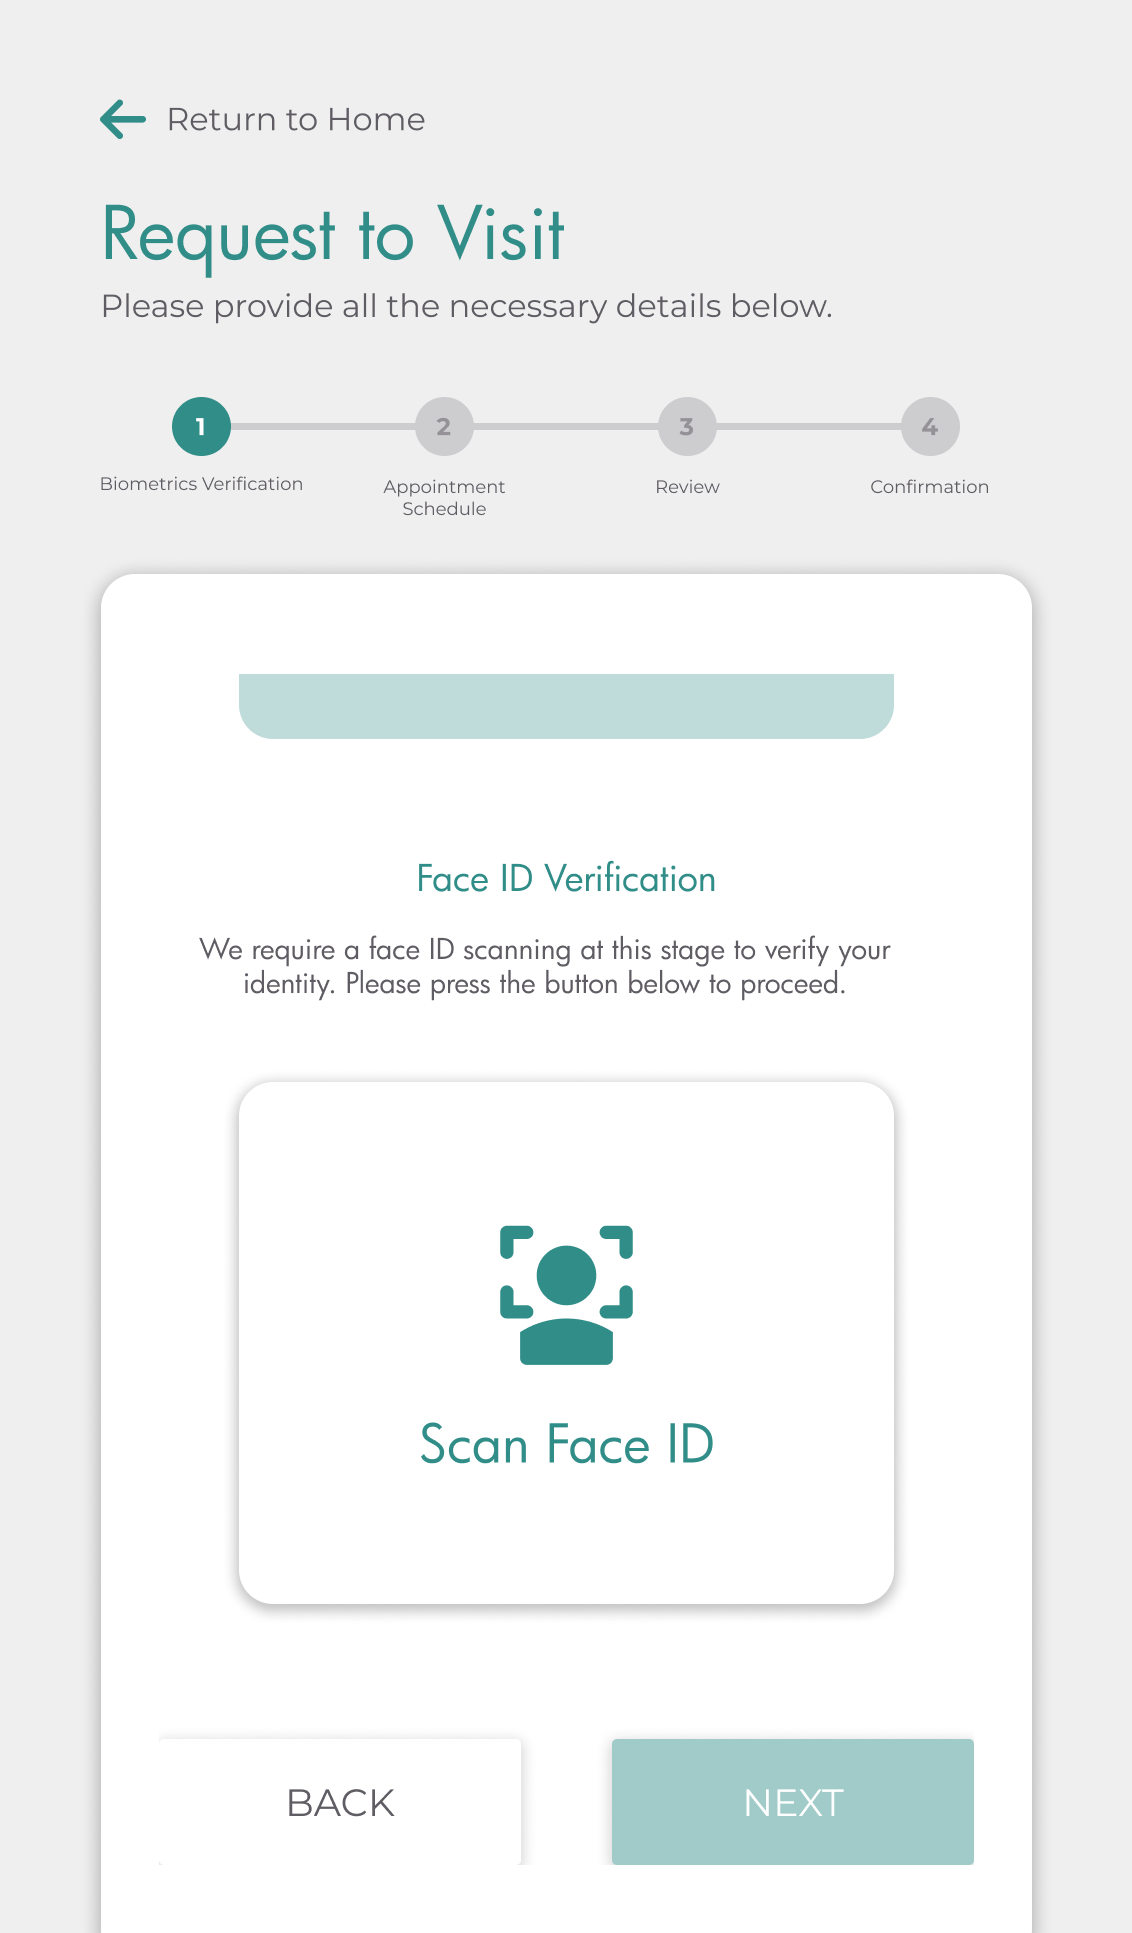 Return to Home
Request to Visit
Please provide all the necessary details below.
1
2
3
4
Biometrics Verification
Appointment
Schedule
Review
Confirmation
Face ID Verification
We require a face ID scanning at this stage to verify your
identity. Please press the button below to proceed.
Scan Face ID
BACK
NEXT